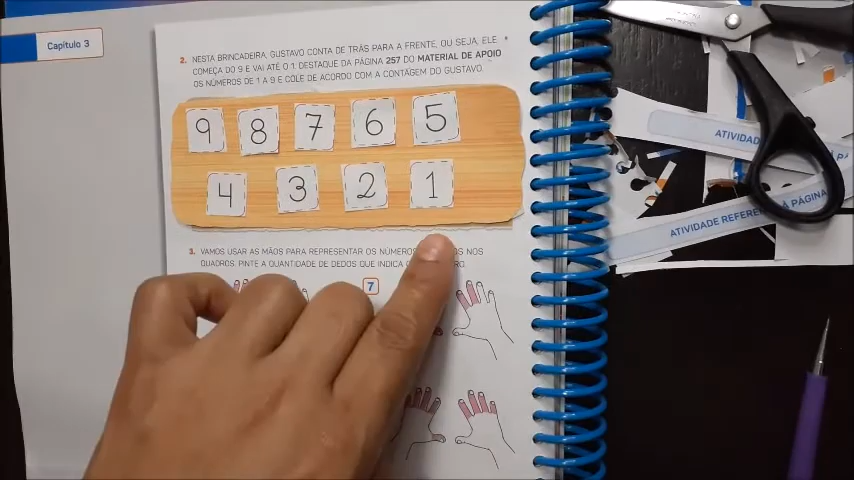 Capítulo 3
2. NESTA BRINCADEIRA, GUSTAVO CONTA DE TRÁS PARA A FRENTE, OU SEJA, ELE
COMEÇA DO 9 E VAI ATÉ O 1. DESTAQUE DA PÁGINA 257 DO MATERIAL DE APOIO
OS NÚMEROS DE 1 A 9 E COLE DE ACORDO COM A CONTAGEM DO GUSTAVO.
9 8 7 6 5
4 3 2 1
3. VAMOS USAR AS MÃOS PARA REPRESENTAR OS NÚMEROS NOS
QUADROS. PINTE A QUANTIDADE DE DEDOS QUE INDICA
7
ATIVIDADE
ATIVIDADE REFERENTE À PÁGINA